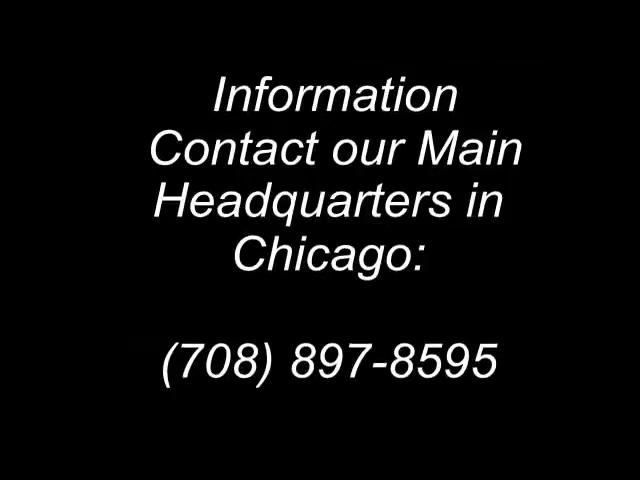 Information
Contact our Main
Headquarters in
Chicago:
(708) 897-8595